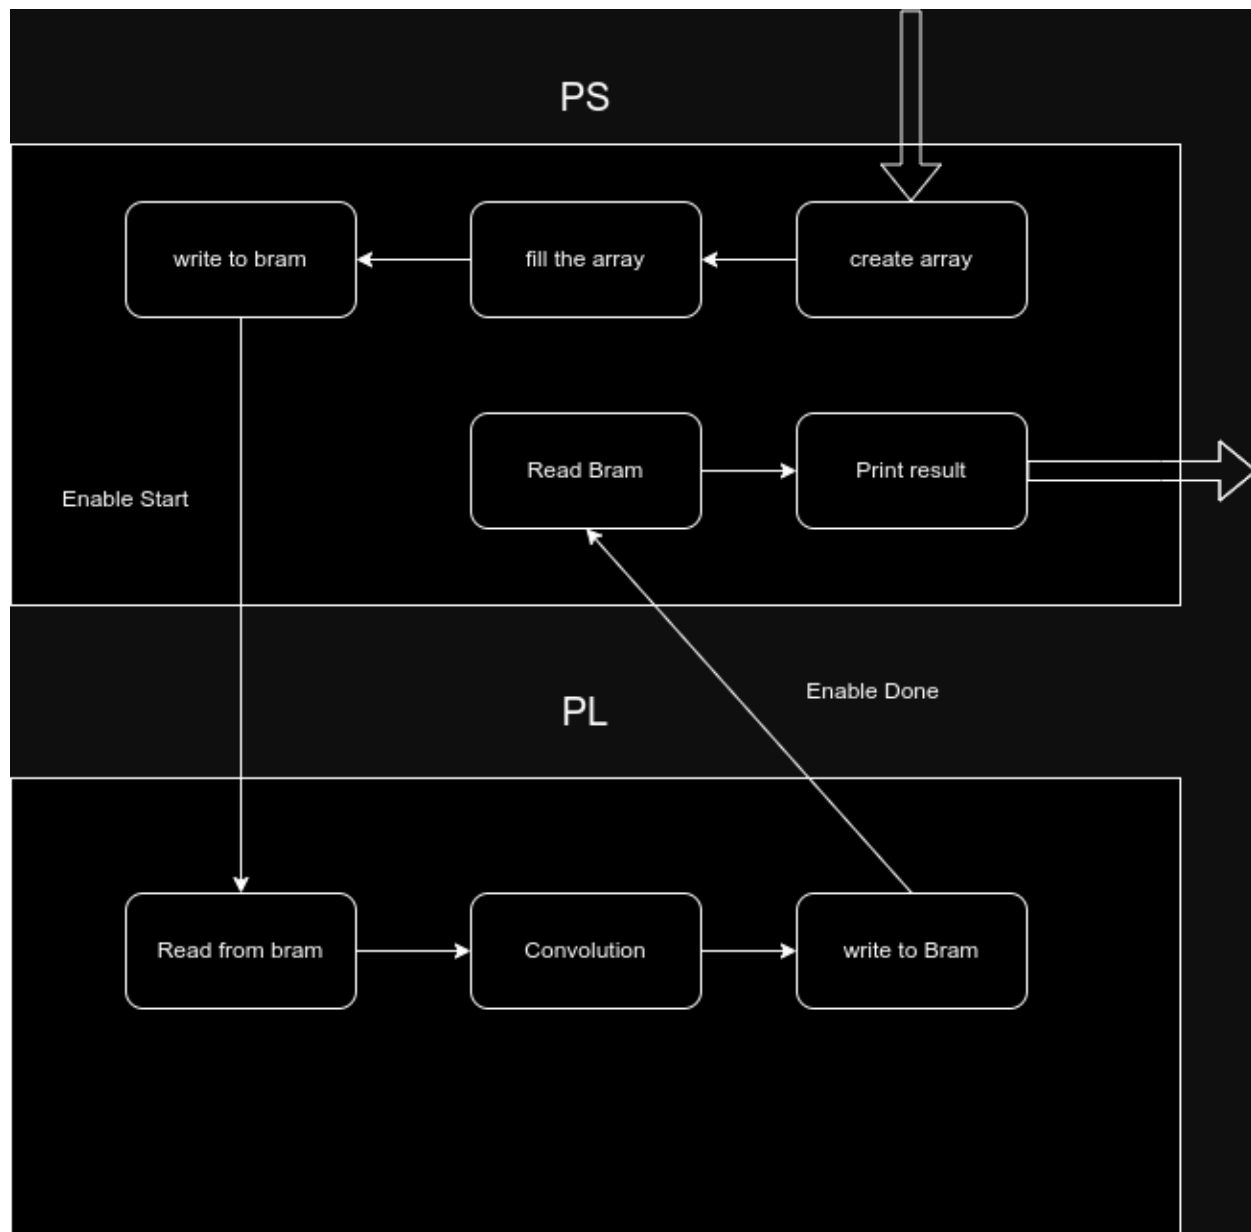 PS
write to bram
fill the array
create array
Read Bram
Print result
Enable Start
Enable Done
PL
Read from bram
Convolution
write to Bram